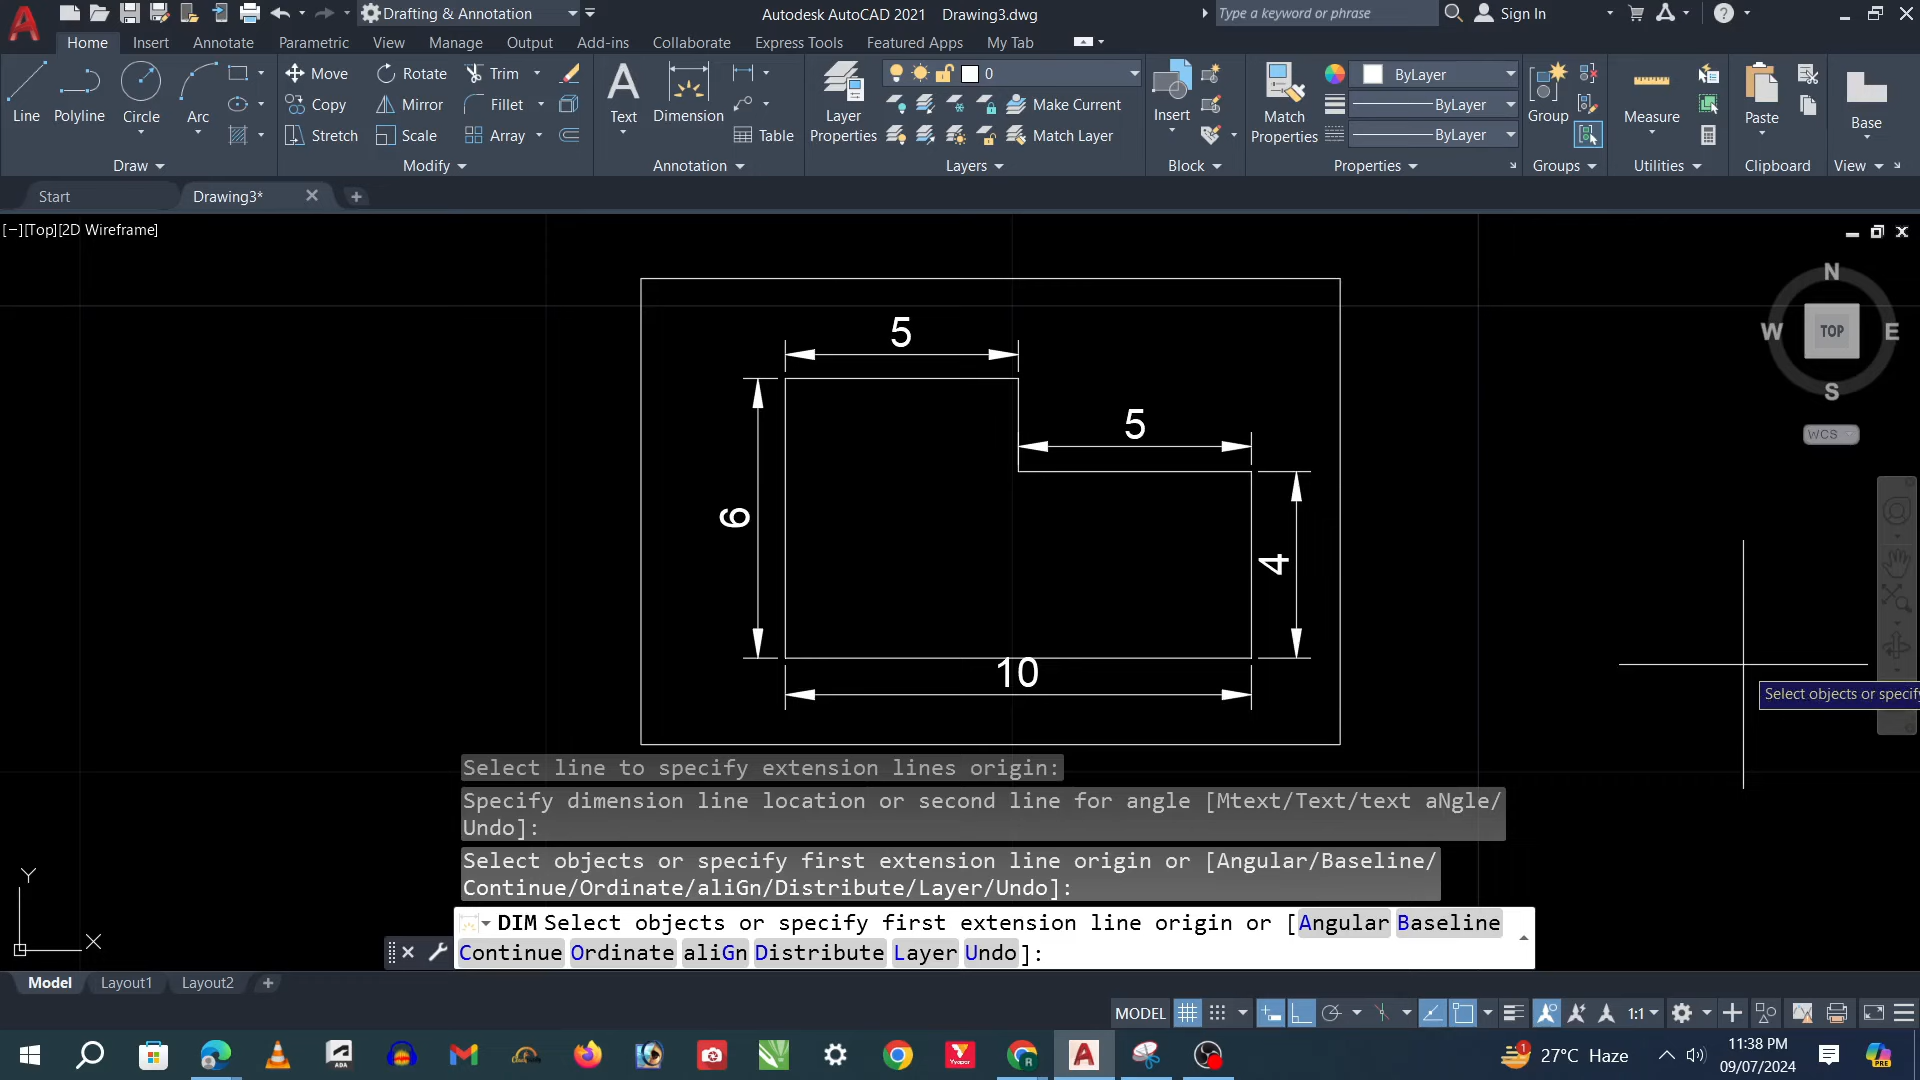 Drafting & Annotation
Autodesk AutoCAD 2021 Drawing3.dwg
Type a keyword or phrase
Sign In
Home Insert Annotate Parametric View Manage Output Add-ins Collaborate Express Tools Featured Apps My Tab
Line Polyline Circle Arc
Move Rotate Trim
Copy Mirror Fillet
Stretch Scale Array
Text Dimension
Table
Layer
Properties
0
Make Current
Match Layer
Insert
Match
Properties
ByLayer
ByLayer
ByLayer
Group
Measure
Paste
Base
Draw Modify Annotation Layers Block Properties Groups Utilities Clipboard View
Start Drawing3*
[−][Top][2D Wireframe]
N
W TOP E
S
WCS
5
5
6
4
10
Select objects or specify
Select line to specify extension lines origin:
Specify dimension line location or second line for angle [Mtext/Text/text aNgle/
Undo]:
Select objects or specify first extension line origin or [Angular/Baseline/
Continue/Ordinate/aliGn/Distribute/Layer/Undo]:
DIM Select objects or specify first extension line origin or [Angular Baseline
Continue Ordinate aliGn Distribute Layer Undo]:
Y
X
Model Layout1 Layout2
MODEL
1:1
27°C Haze
11:38 PM
09/07/2024